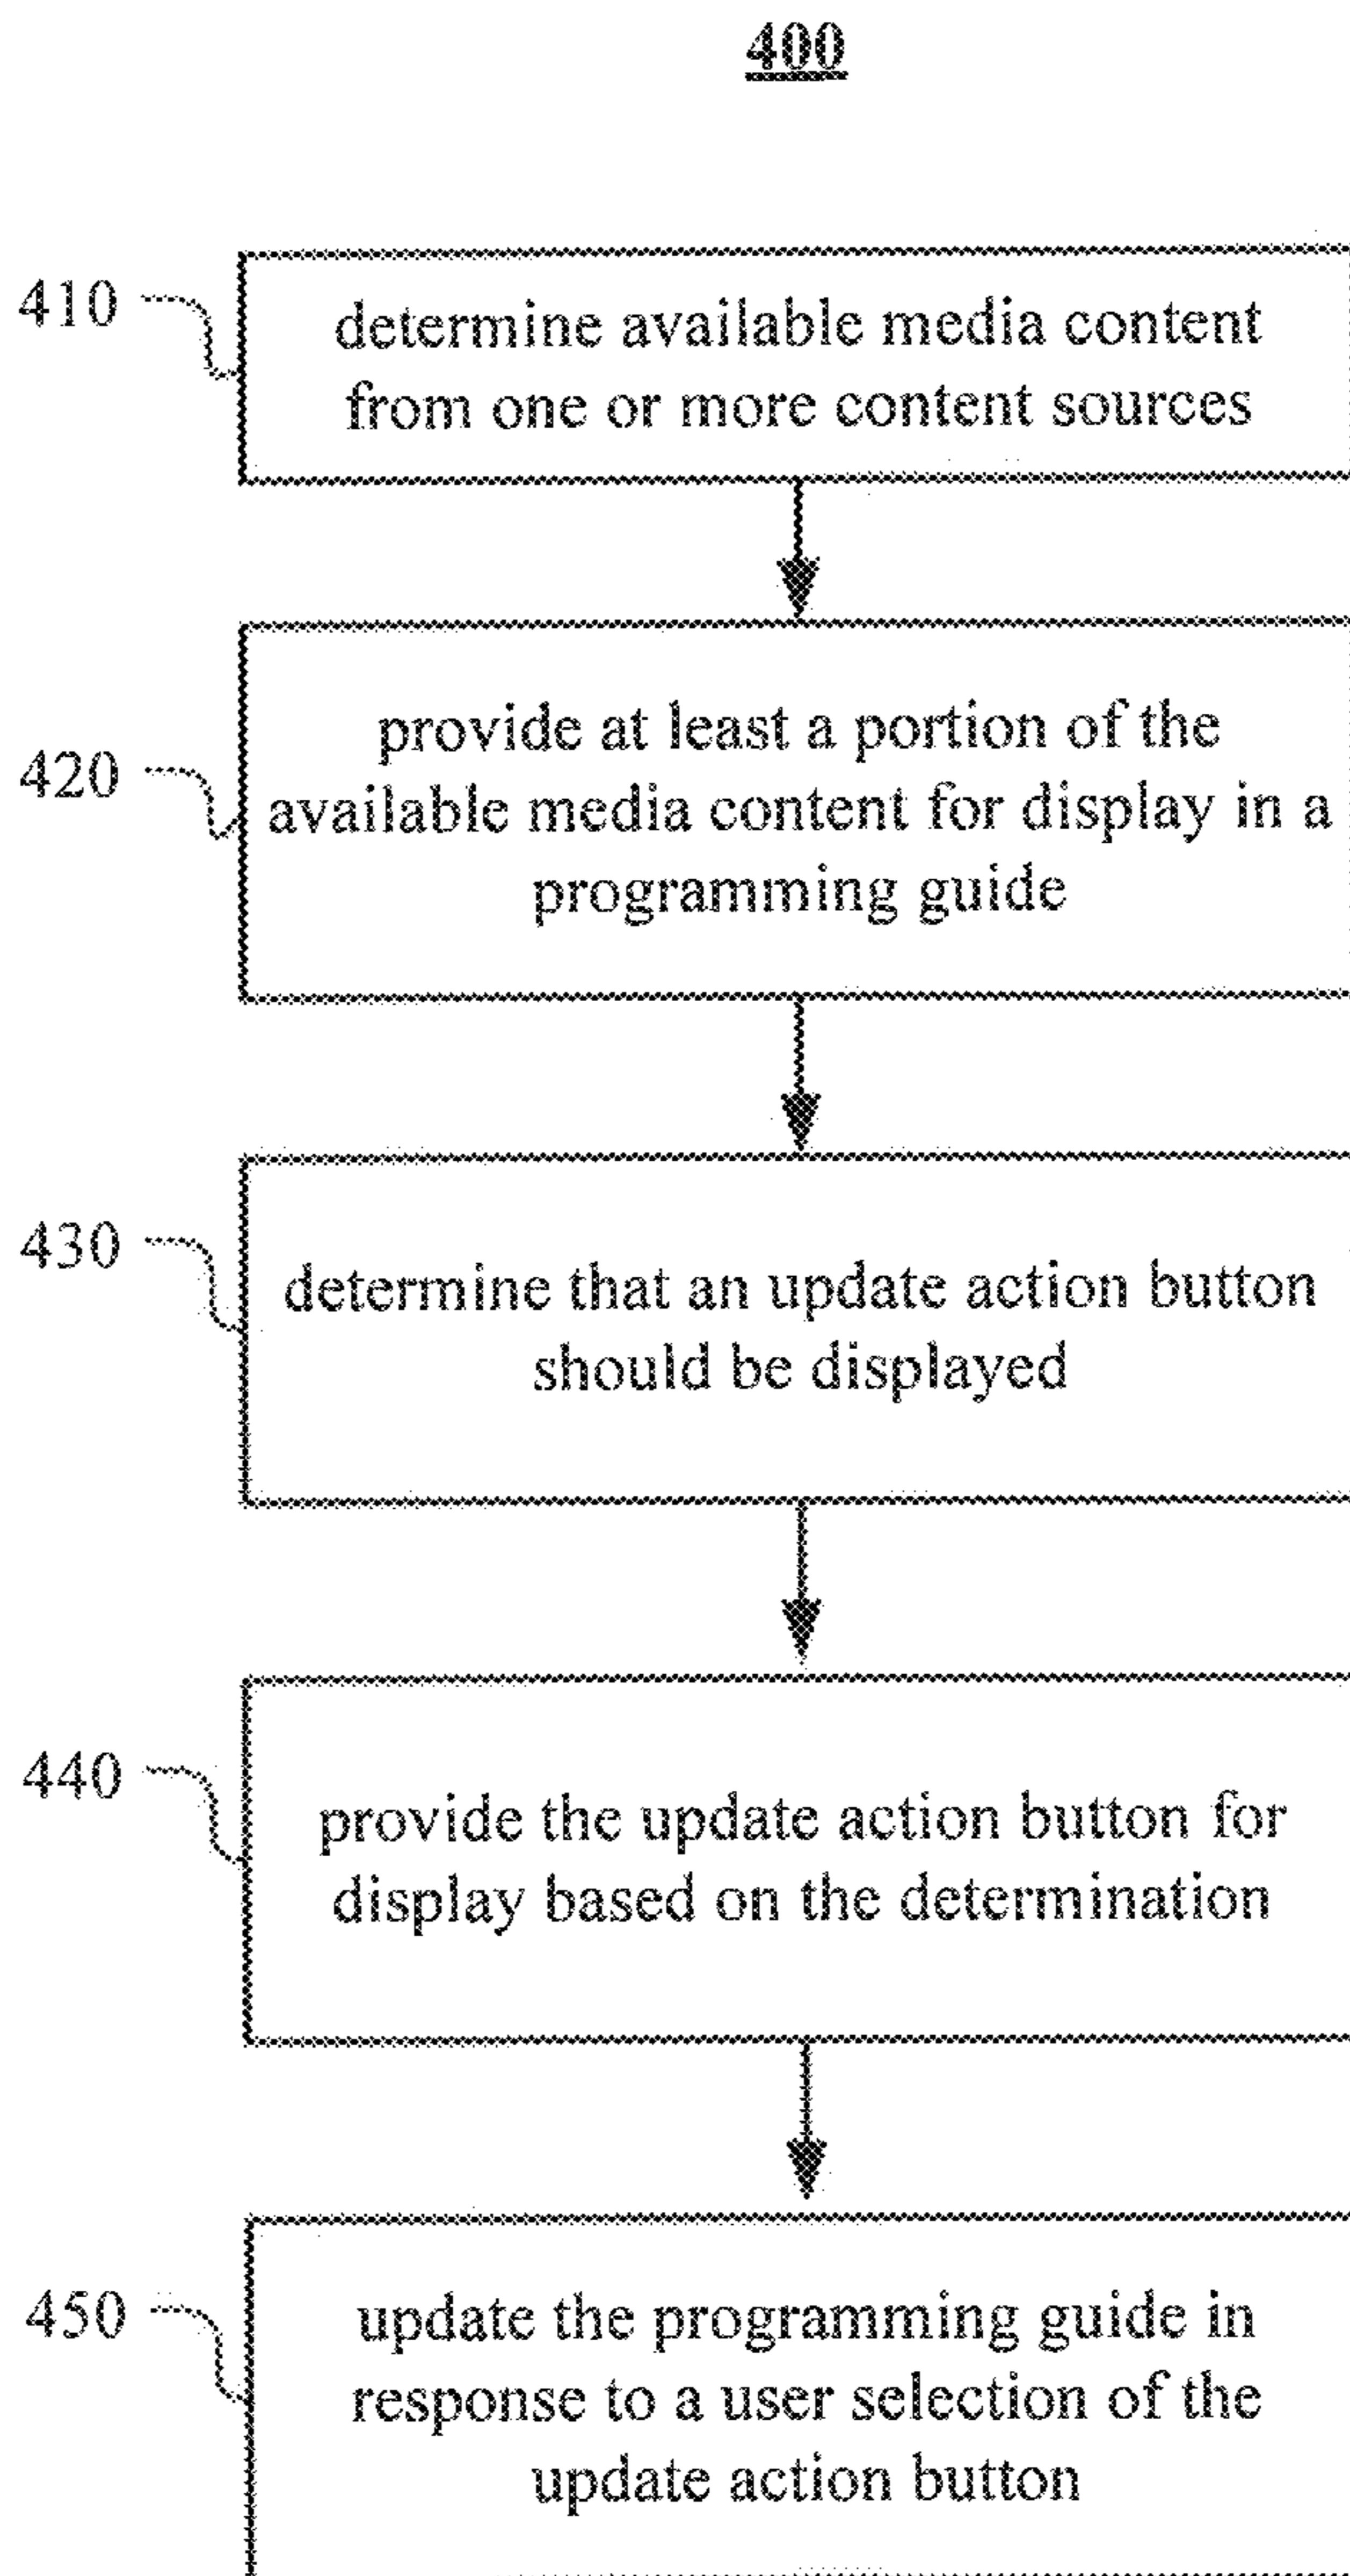 400
410
determine available media content
from one or more content sources
420
provide at least a portion of the
available media content for display in a
programming guide
430
determine that an update action button
should be displayed
440
provide the update action button for
display based on the determination
450
update the programming guide in
response to a user selection of the
update action button